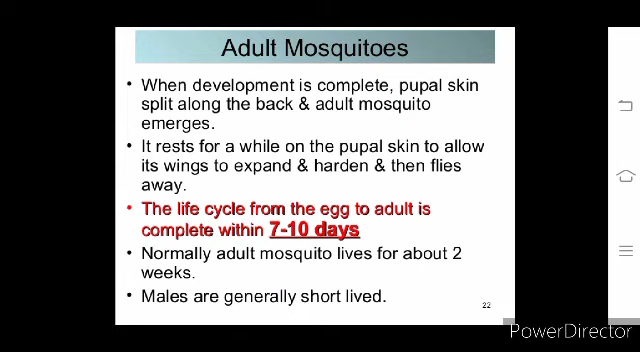 Adult Mosquitoes
• When development is complete, pupal skin
split along the back & adult mosquito
emerges.
• It rests for a while on the pupal skin to allow
its wings to expand & harden & then flies
away.
• The life cycle from the egg to adult is
complete within 7-10 days
• Normally adult mosquito lives for about 2
weeks.
• Males are generally short lived.
22
PowerDirector